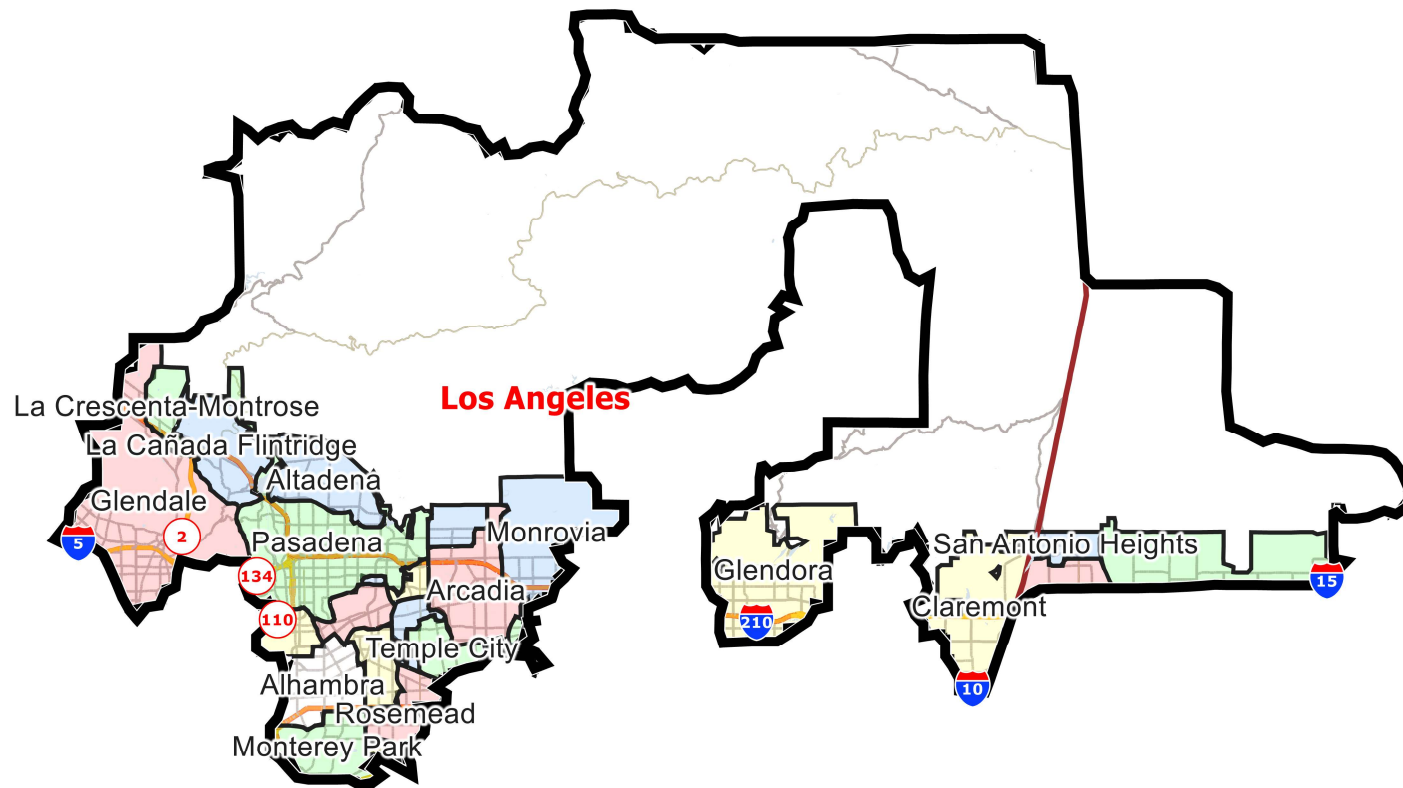 Los Angeles
La Crescenta-Montrose
La Cañada Flintridge
Altadena
Glendale
5
2
Pasadena
Monrovia
134
Arcadia
110
Temple City
Alhambra
Rosemead
Monterey Park
Glendora
210
San Antonio Heights
Claremont
15
10